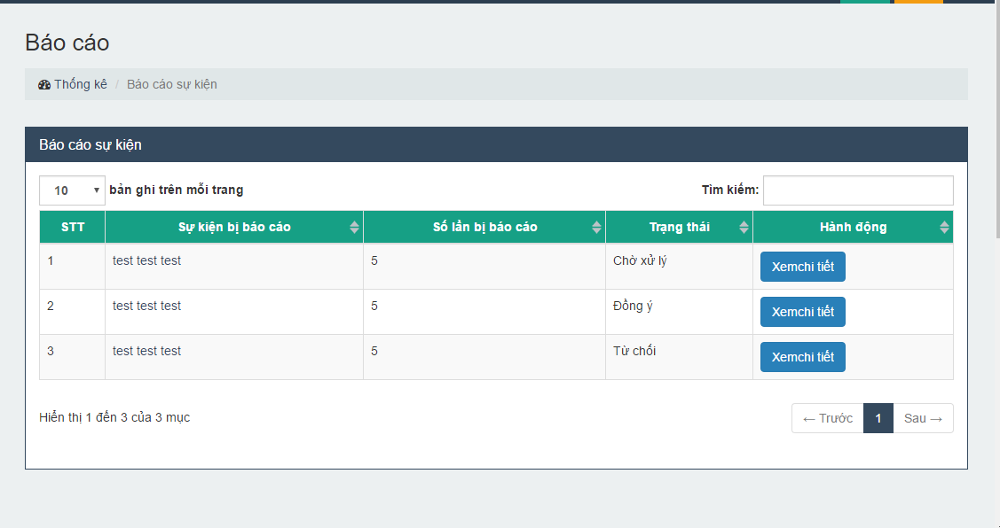 Báo cáo
Thống kê / Báo cáo sự kiện
Báo cáo sự kiện
10 bản ghi trên mỗi trang Tìm kiếm:
STT Sự kiện bị báo cáo Số lần bị báo cáo Trạng thái Hành động
1 test test test 5 Chờ xử lý Xemchi tiết
2 test test test 5 Đồng ý Xemchi tiết
3 test test test 5 Từ chối Xemchi tiết
Hiển thị 1 đến 3 của 3 mục ← Trước 1 Sau →